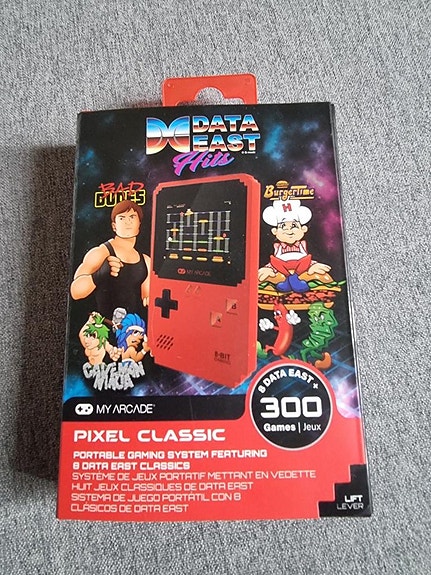 DATA
EAST
Hits
BAD
DUDES
BurgerTime
H
MY ARCADE
8-BIT
CAVEMAN
NINJA
8 DATA EAST +
300
Games | Jeux
MY ARCADE
PIXEL CLASSIC
PORTABLE GAMING SYSTEM FEATURING
8 DATA EAST CLASSICS
SYSTÈME DE JEUX PORTATIF METTANT EN VEDETTE
HUIT JEUX CLASSIQUES DE DATA EAST
SISTEMA DE JUEGO PORTÁTIL CON 8
CLÁSICOS DE DATA EAST
LIFT
LEVER